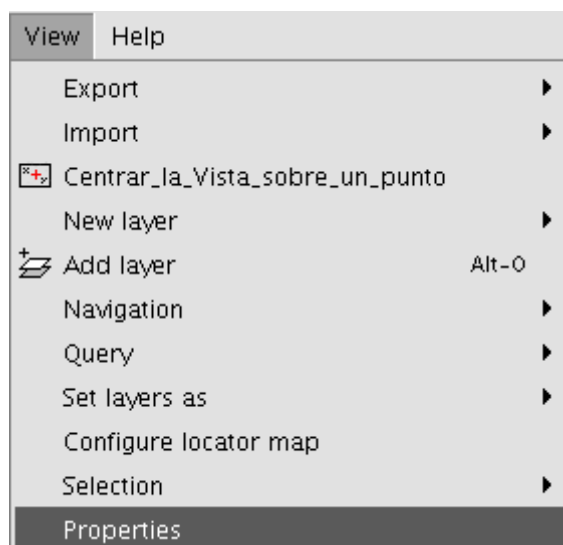 View Help
Export
Import
Centrar_la_Vista_sobre_un_punto
New layer
Add layer Alt-O
Navigation
Query
Set layers as
Configure locator map
Selection
Properties